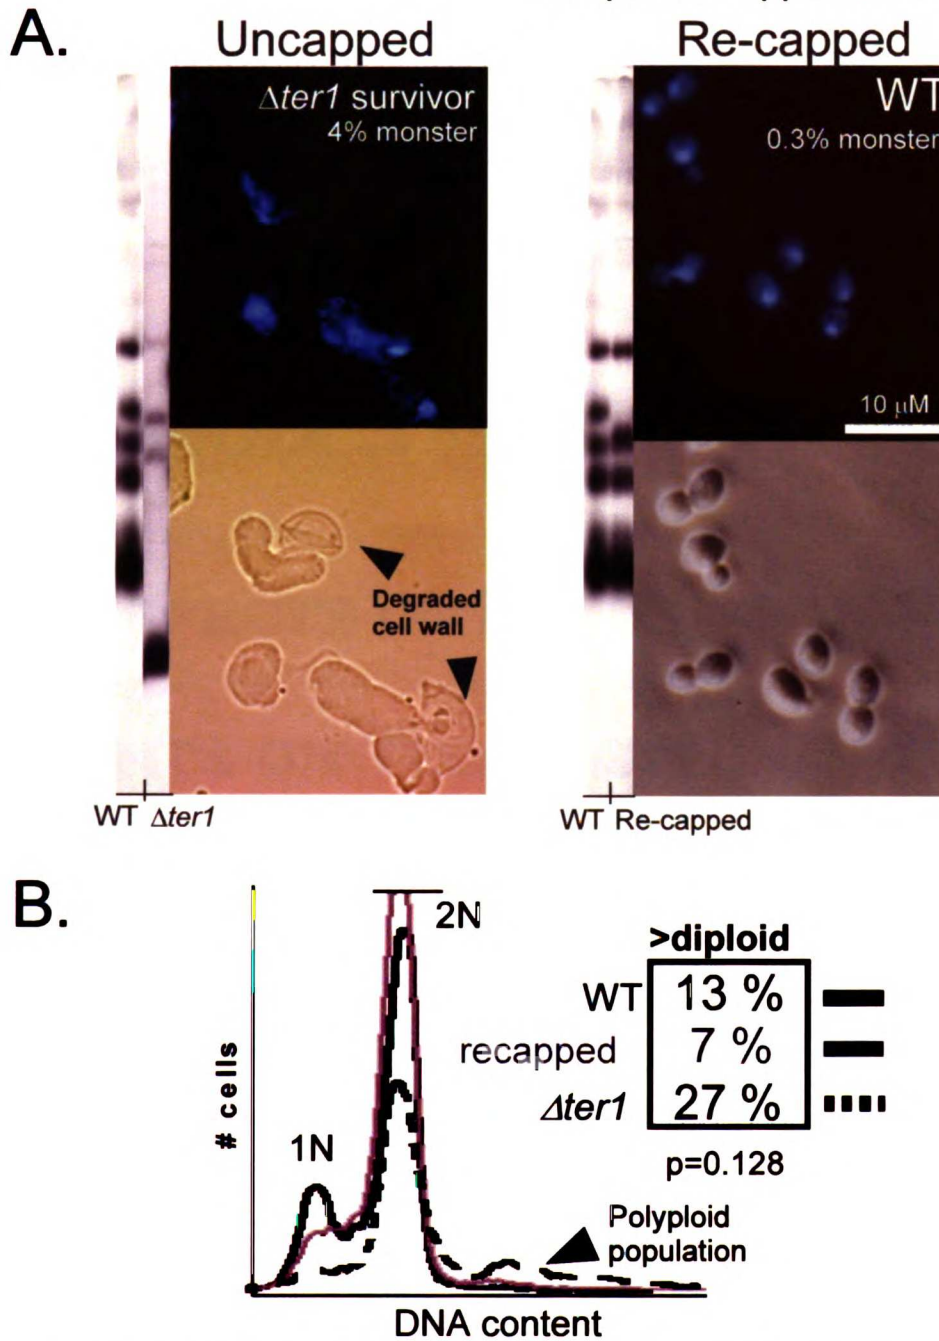 A.
Uncapped
Re-capped
Δter1 survivor
4% monster
WT
0.3% monster
10 µM
Degraded
cell wall
WT Δter1
WT Re-capped
B.
2N
1N
# cells
>diploid
WT 13 %
recapped 7 %
Δter1 27 %
p=0.128
Polyploid
population
DNA content